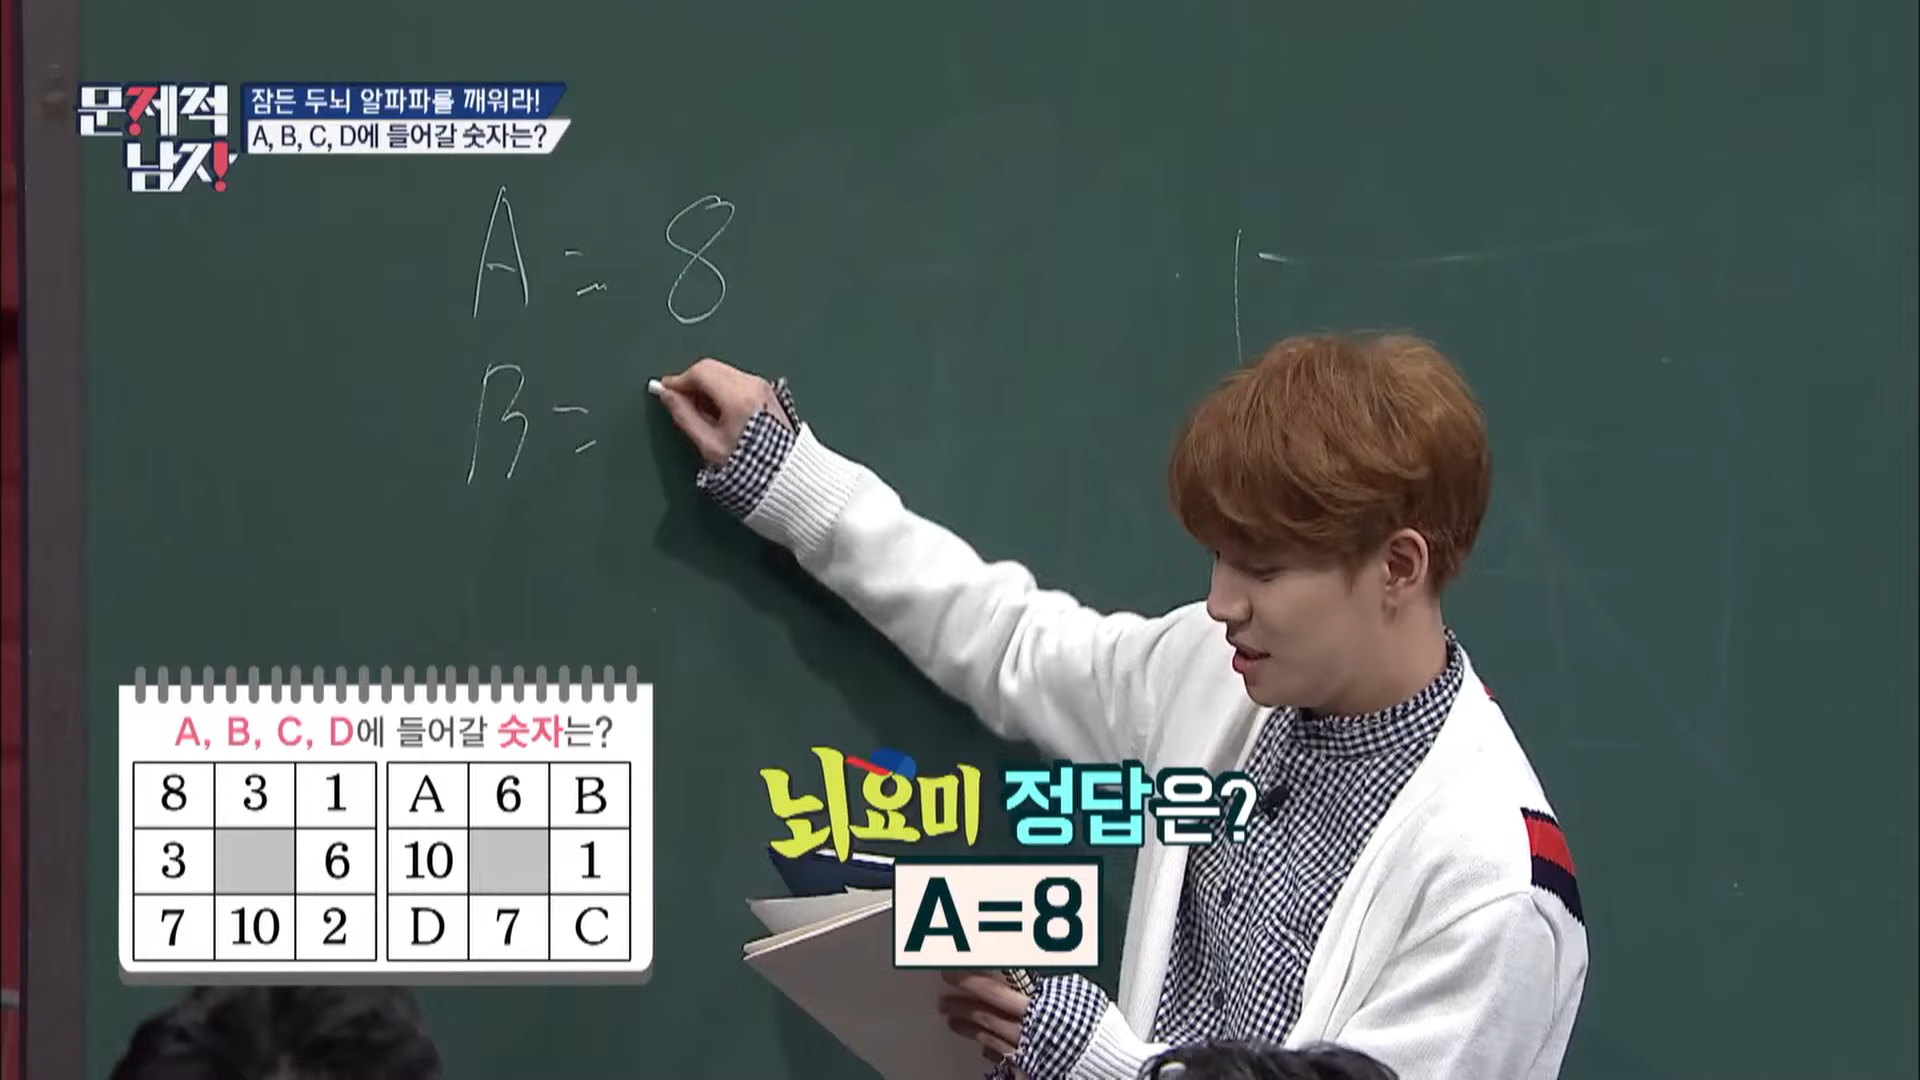 문제적
남자!
잠든 두뇌 알파파를 깨워라!
A, B, C, D에 들어갈 숫자는?
A = 8
B =
A, B, C, D에 들어갈 숫자는?
8 3 1 A 6 B
3 6 10 1
7 10 2 D 7 C
뇌요미 정답은?
A=8